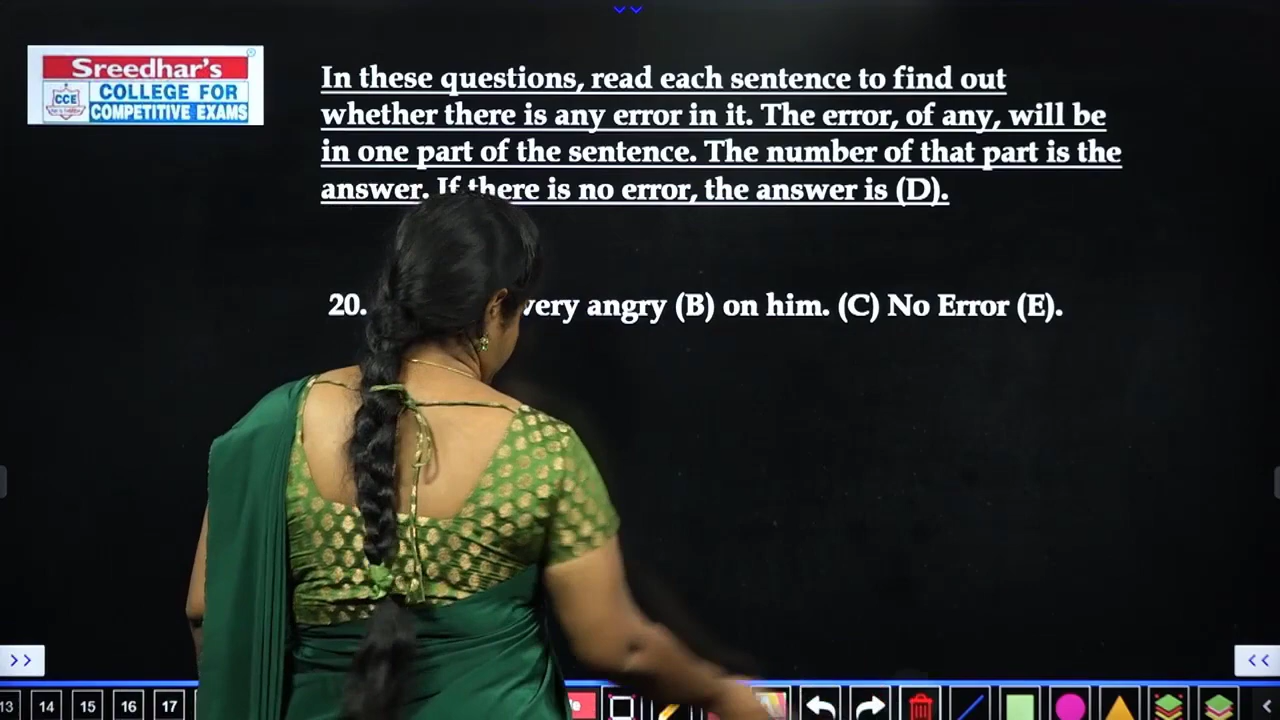 Sreedhar's
CCE
COLLEGE FOR
COMPETITIVE EXAMS
In these questions, read each sentence to find out
whether there is any error in it. The error, of any, will be
in one part of the sentence. The number of that part is the
answer. If there is no error, the answer is (D).
20. very angry (B) on him. (C) No Error (E).
>>
<<
13 14 15 16 17